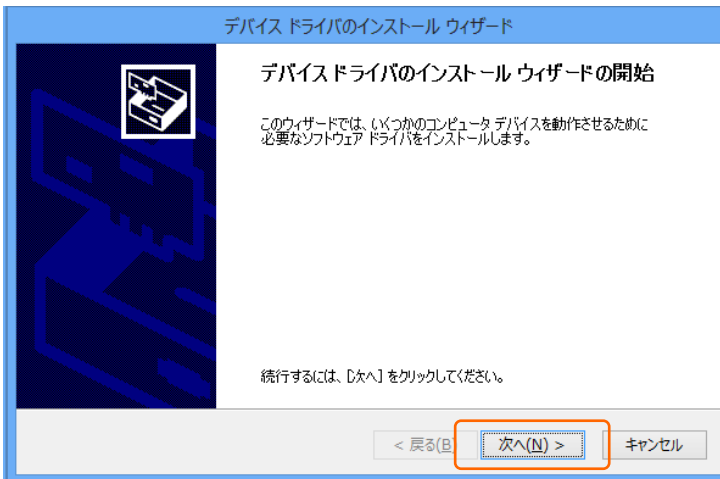 デバイス ドライバのインストール ウィザード
デバイス ドライバのインストール ウィザードの開始
このウィザードでは、いくつかのコンピュータ デバイスを動作させるために
必要なソフトウェア ドライバをインストールします。
続行するには、[次へ] をクリックしてください。
< 戻る(B)
次へ(N) >
キャンセル